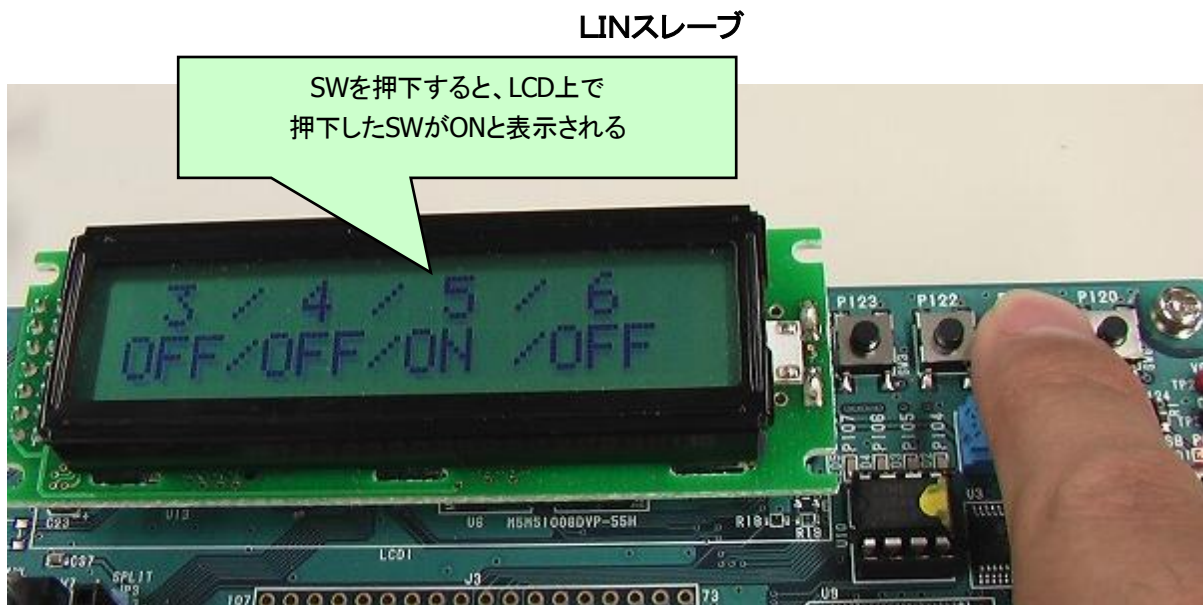 LINスレーブ
SWを押下すると、LCD上で
押下したSWがONと表示される
3 / 4 / 5 / 6
OFF/OFF/ON /OFF
P123
P122
P120
P107
P106
P105
P104
U10
U3
C23
U13
U6
M5M51008DVP-55H
R18
R19
LCD1
C37
SPLIT
JP3
J3
107
73
U9